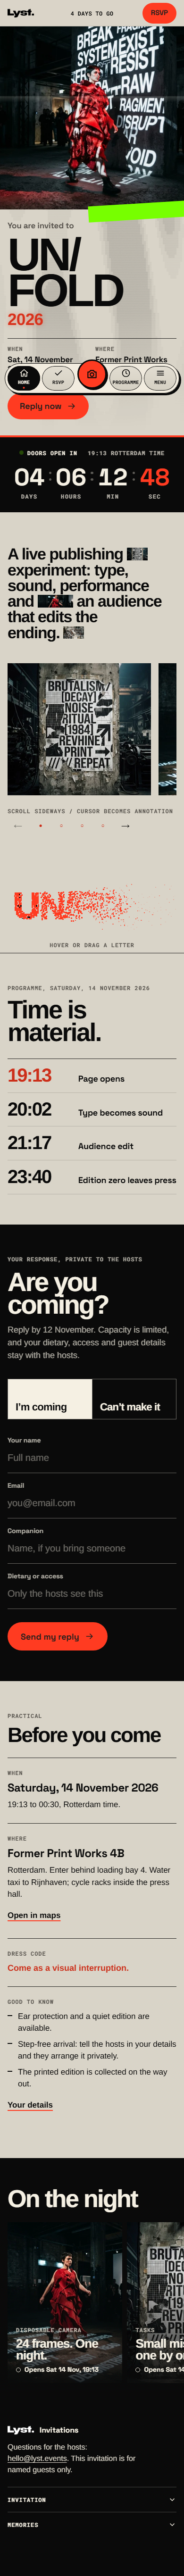 Lyst.
4 DAYS TO GO
RSVP
You are invited to
UN/
FOLD
2026
WHEN
WHERE
Sat, 14 November
Former Print Works
HOME
RSVP
PROGRAMME
MENU
Reply now →
DOORS OPEN IN 19:13 ROTTERDAM TIME
04 : 06 : 12 : 48
DAYS HOURS MIN SEC
A live publishing
experiment: type,
sound, performance
and an audience
that edits the
ending.
BRUTALISM/
[DECAY]
NOISE
RITUAL
(1984)
REVHINE
PRINT
/// REPEAT
SCROLL SIDEWAYS / CURSOR BECOMES ANNOTATION
← →
UN/
HOVER OR DRAG A LETTER
PROGRAMME, SATURDAY, 14 NOVEMBER 2026
Time is
material.
19:13 Page opens
20:02 Type becomes sound
21:17 Audience edit
23:40 Edition zero leaves press
YOUR RESPONSE, PRIVATE TO THE HOSTS
Are you
coming?
Reply by 12 November. Capacity is limited,
and your dietary, access and guest details
stay with the hosts.
I'm coming
Can't make it
Your name
Full name
Email
you@email.com
Companion
Name, if you bring someone
Dietary or access
Only the hosts see this
Send my reply →
PRACTICAL
Before you come
WHEN
Saturday, 14 November 2026
19:13 to 00:30, Rotterdam time.
WHERE
Former Print Works 4B
Rotterdam. Enter behind loading bay 4. Water
taxi to Rijnhaven; cycle racks inside the press
hall.
Open in maps
DRESS CODE
Come as a visual interruption.
GOOD TO KNOW
Ear protection and a quiet edition are
available.
Step-free arrival: tell the hosts in your details
and they arrange it privately.
The printed edition is collected on the way
out.
Your details
On the night
DISPOSABLE CAMERA
24 frames. One
night.
Opens Sat 14 Nov, 19:13
TASKS
Small mis
one by o
Opens Sat 14
Lyst. Invitations
Questions for the hosts:
hello@lyst.events. This invitation is for
named guests only.
INVITATION
MEMORIES